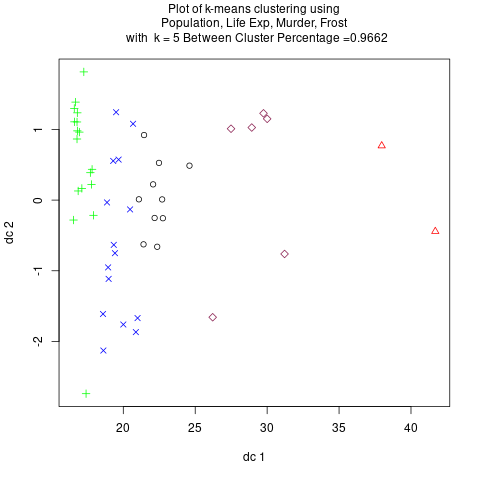 Plot of k-means clustering using
Population, Life Exp, Murder, Frost
with k = 5 Between Cluster Percentage =0.9662
1
0
-1
-2
dc 2
20
25
30
35
40
dc 1